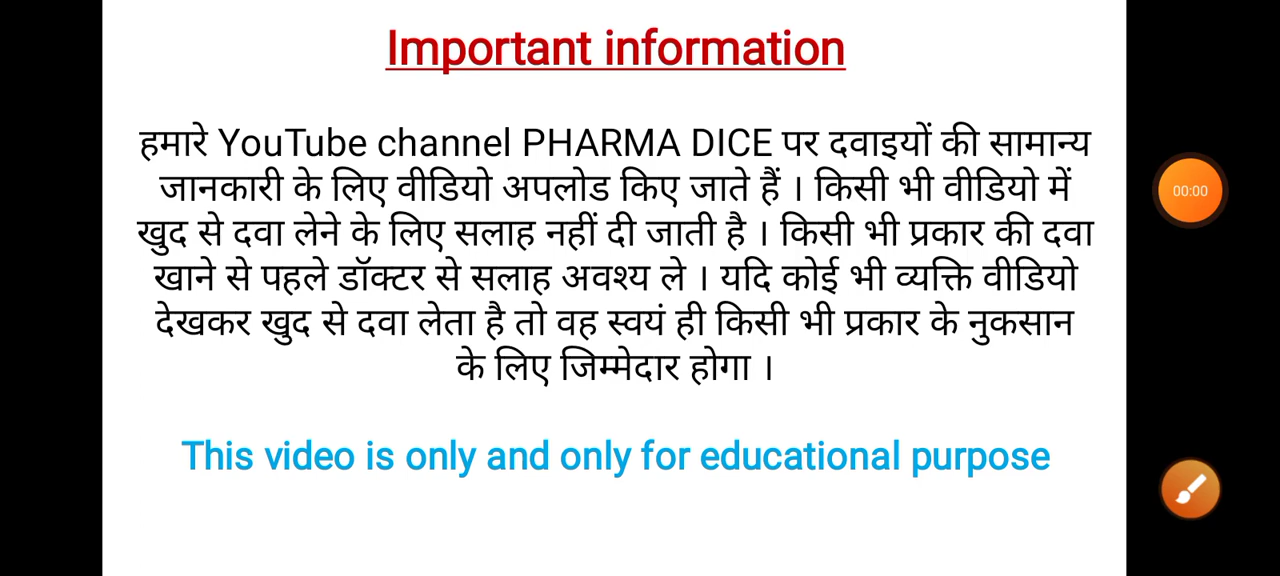 Important information
हमारे YouTube channel PHARMA DICE पर दवाइयों की सामान्य
जानकारी के लिए वीडियो अपलोड किए जाते हैं । किसी भी वीडियो में
खुद से दवा लेने के लिए सलाह नहीं दी जाती है । किसी भी प्रकार की दवा
खाने से पहले डॉक्टर से सलाह अवश्य ले । यदि कोई भी व्यक्ति वीडियो
देखकर खुद से दवा लेता है तो वह स्वयं ही किसी भी प्रकार के नुकसान
के लिए जिम्मेदार होगा ।
This video is only and only for educational purpose
00:00